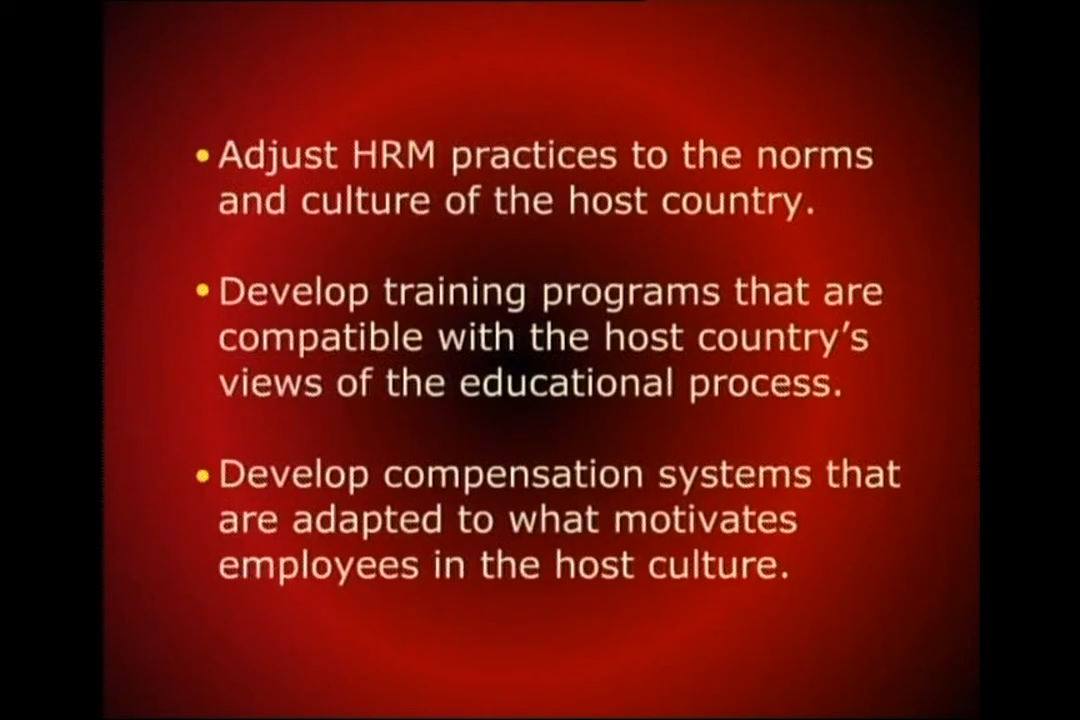 • Adjust HRM practices to the norms
and culture of the host country.
• Develop training programs that are
compatible with the host country’s
views of the educational process.
• Develop compensation systems that
are adapted to what motivates
employees in the host culture.